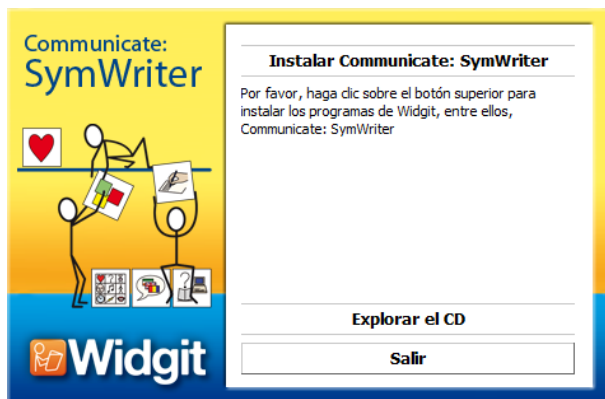 Communicate:
SymWriter
Instalar Communicate: SymWriter
Por favor, haga clic sobre el botón superior para
instalar los programas de Widgit, entre ellos,
Communicate: SymWriter
Explorar el CD
Salir
Widgit